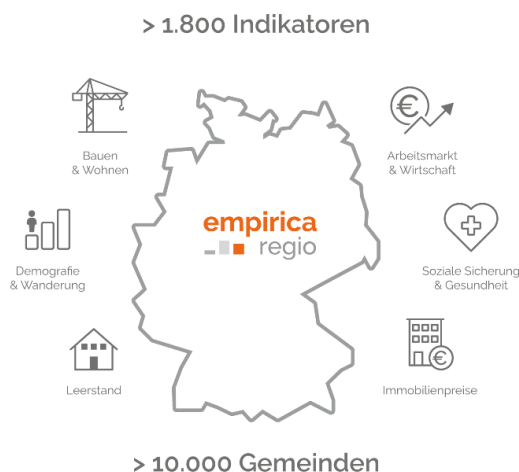 > 1.800 Indikatoren
Bauen
& Wohnen
Arbeitsmarkt
& Wirtschaft
empirica
regio
Demografie
& Wanderung
Soziale Sicherung
& Gesundheit
Leerstand
Immobilienpreise
> 10.000 Gemeinden